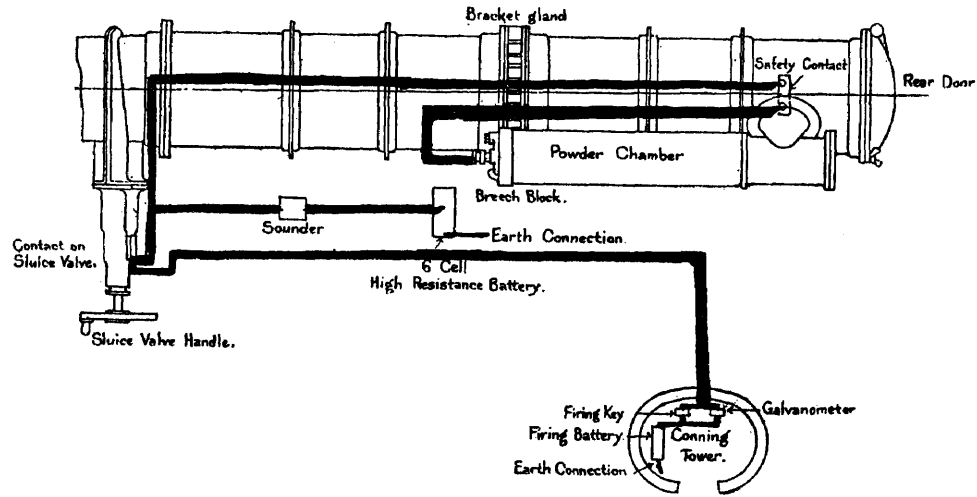 Bracket gland
Safety Contact
Rear Door
Powder Chamber
Breech Block.
Sounder
Earth Connection.
Contact on
Sluice Valve.
6 Cell
High Resistance Battery.
Sluice Valve Handle.
Firing Key
Galvanometer
Firing Battery.
Conning
Tower.
Earth Connection